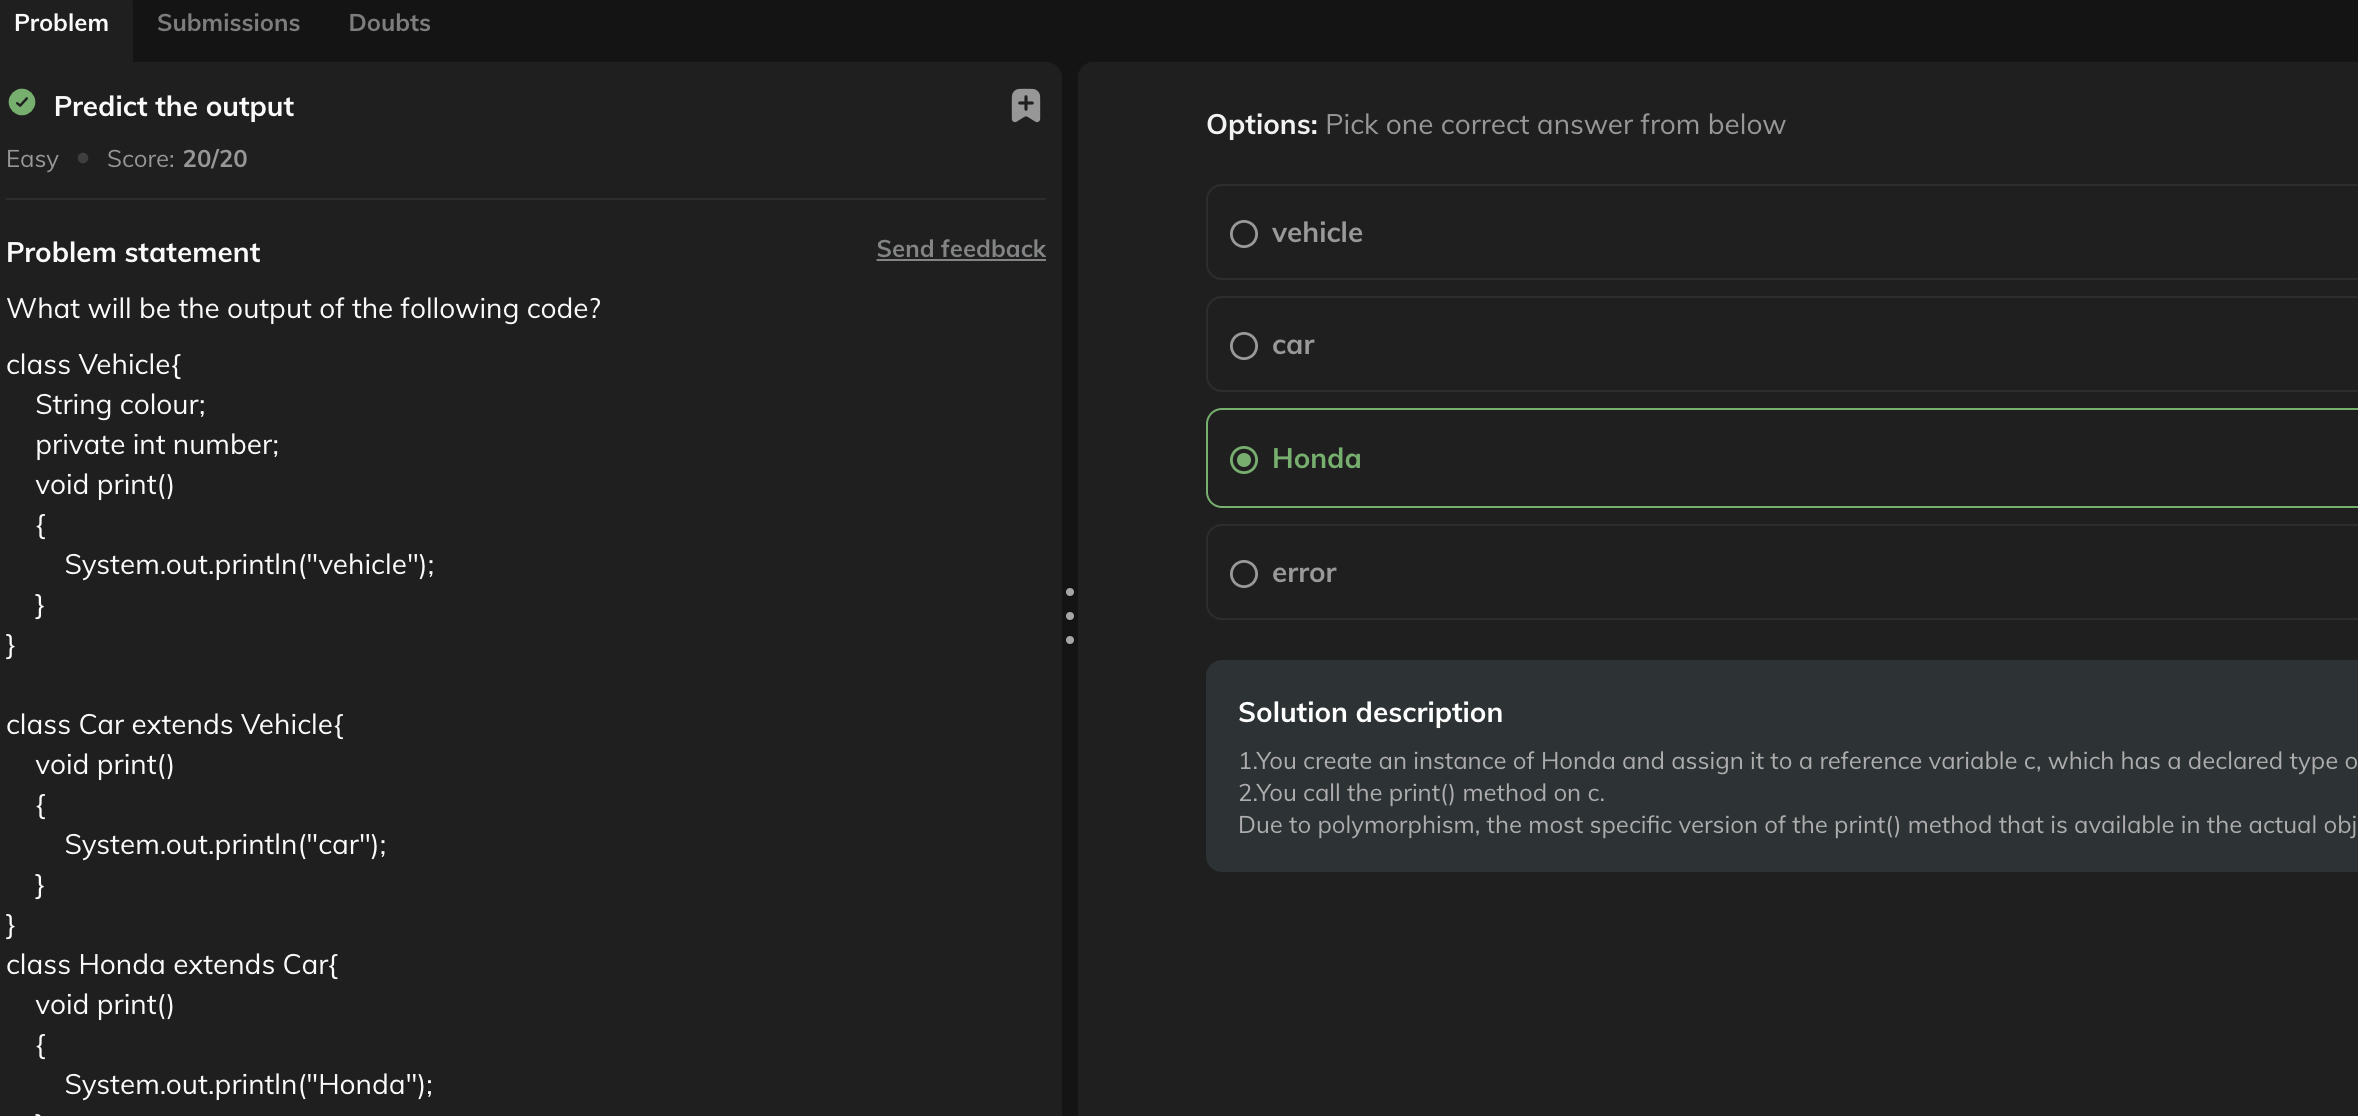 Problem Submissions Doubts
Predict the output
Easy • Score: 20/20
Problem statement
Send feedback
What will be the output of the following code?
class Vehicle{
String colour;
private int number;
void print()
{
System.out.println("vehicle");
}
}
class Car extends Vehicle{
void print()
{
System.out.println("car");
}
}
class Honda extends Car{
void print()
{
System.out.println("Honda");
Options: Pick one correct answer from below
vehicle
car
Honda
error
Solution description
1.You create an instance of Honda and assign it to a reference variable c, which has a declared type o
2.You call the print() method on c.
Due to polymorphism, the most specific version of the print() method that is available in the actual obj